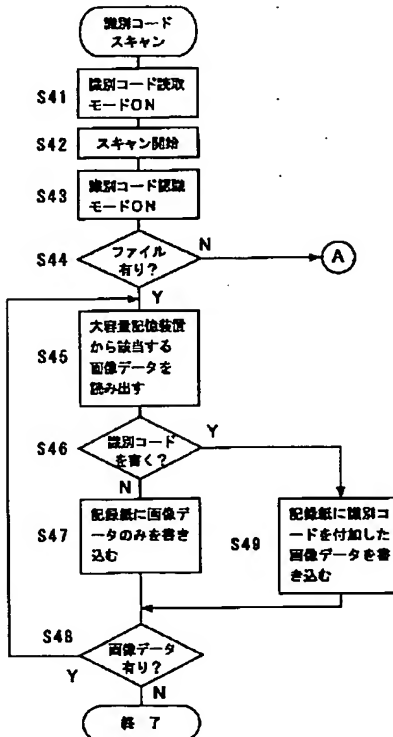 識別コード
スキャン
S41
識別コード読取
モードON
S42
スキャン開始
S43
識別コード認識
モードON
S44
ファイル
有り?
N
A
Y
S45
大容量記憶装置
から該当する
画像データを
読み出す
S46
識別コード
を書く?
Y
N
S47
記録紙に画像デ
ータのみを書き
込む
S49
記録紙に識別コ
ードを付加した
画像データを書
き込む
S48
画像データ
有り?
Y
N
終了